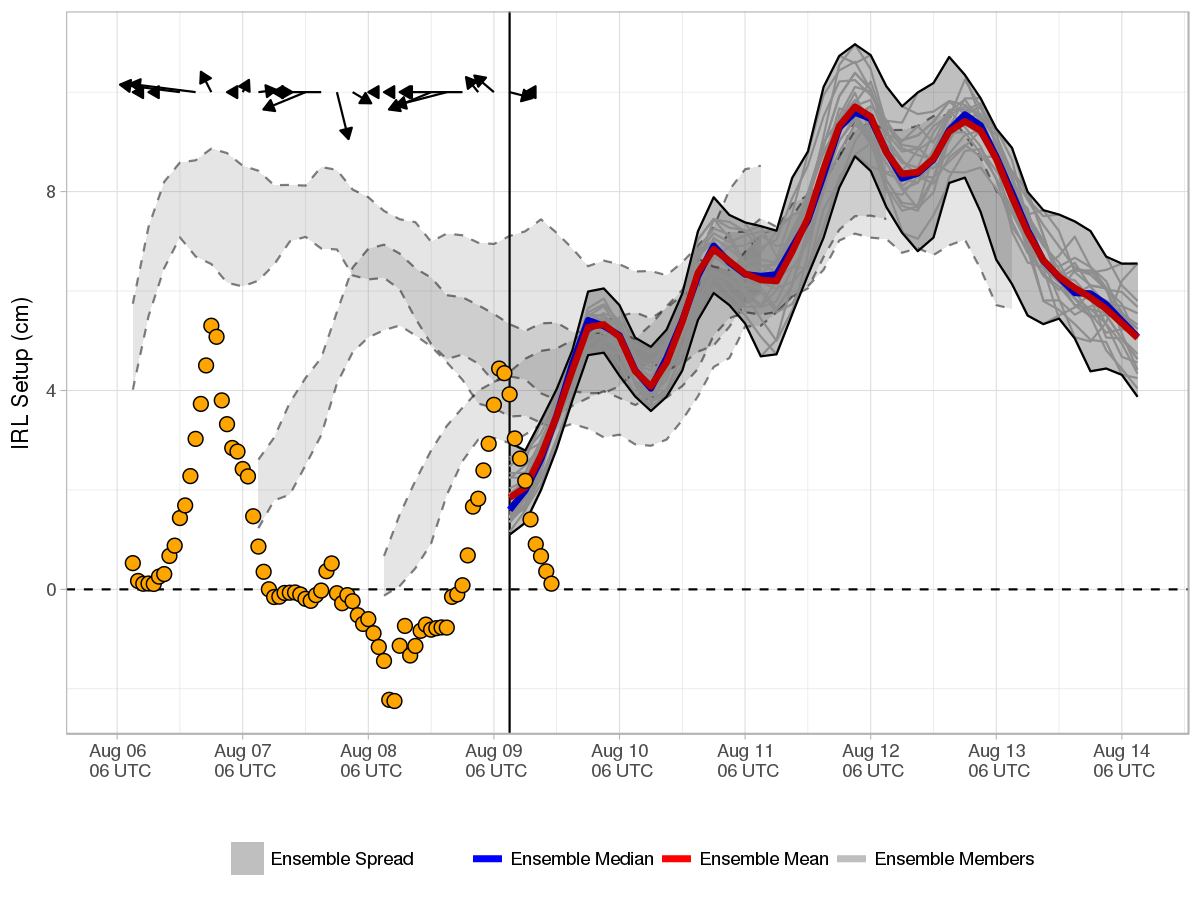 IRL Setup (cm)
8
4
0
Aug 06 Aug 07 Aug 08 Aug 09 Aug 10 Aug 11 Aug 12 Aug 13 Aug 14
06 UTC 06 UTC 06 UTC 06 UTC 06 UTC 06 UTC 06 UTC 06 UTC 06 UTC
Ensemble Spread Ensemble Median Ensemble Mean Ensemble Members